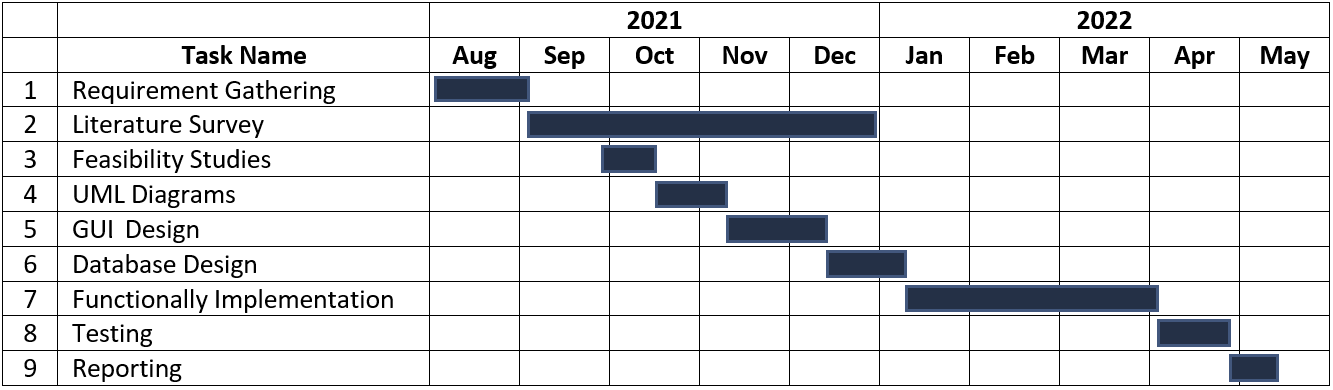 2021 2022
Task Name Aug Sep Oct Nov Dec Jan Feb Mar Apr May
1 Requirement Gathering
2 Literature Survey
3 Feasibility Studies
4 UML Diagrams
5 GUI Design
6 Database Design
7 Functionally Implementation
8 Testing
9 Reporting